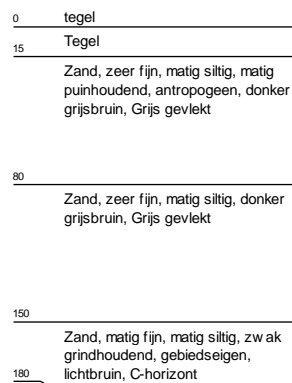 0 tegel
15 Tegel
Zand, zeer fijn, matig siltig, matig
puinhoudend, antropogeen, donker
grijsbruin, Grijs gevlekt
80
Zand, zeer fijn, matig siltig, donker
grijsbruin, Grijs gevlekt
150
Zand, matig fijn, matig siltig, zwak
grindhoudend, gebiedseigen,
180 lichtbruin, C-horizont